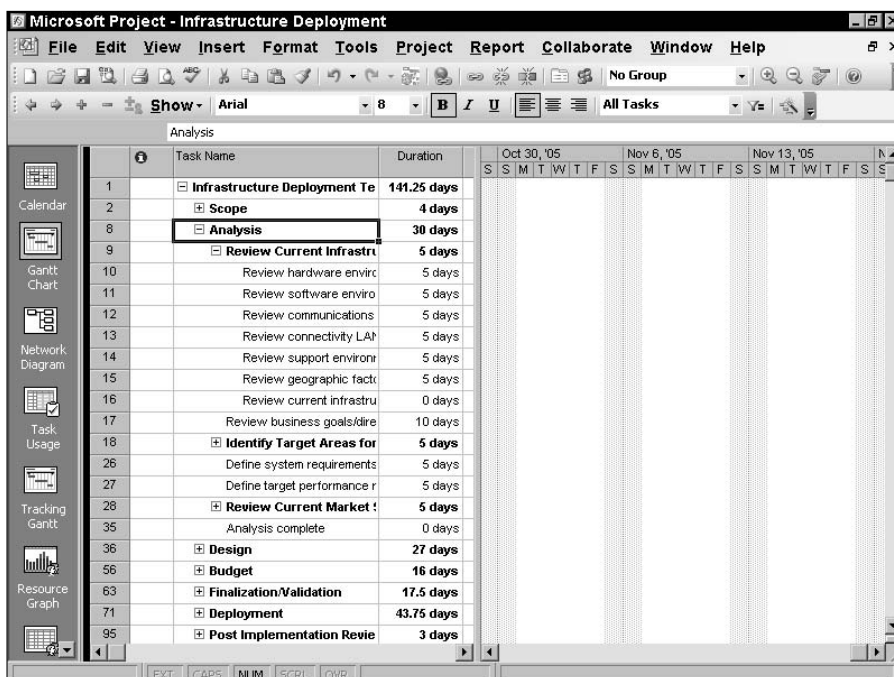 Microsoft Project - Infrastructure Deployment
File Edit View Insert Format Tools Project Report Collaborate Window Help
No Group
Show Arial 8 B I U All Tasks
Analysis
Task Name Duration Oct 30, '05 Nov 6, '05 Nov 13, '05 N
S S M T W T F S S M T W T F S S M T W T F S S
1 Infrastructure Deployment Te 141.25 days
2 Scope 4 days
8 Analysis 30 days
9 Review Current Infrastru 5 days
10 Review hardware enviro 5 days
11 Review software enviro 5 days
12 Review communications 5 days
13 Review connectivity LAN 5 days
14 Review support environr 5 days
15 Review geographic facto 5 days
16 Review current infrastru 0 days
17 Review business goals/dire 10 days
18 Identify Target Areas for 5 days
26 Define system requirements 5 days
27 Define target performance r 5 days
28 Review Current Market 5 days
35 Analysis complete 0 days
36 Design 27 days
56 Budget 16 days
63 Finalization/Validation 17.5 days
71 Deployment 43.75 days
95 Post Implementation Revie 3 days
Calendar
Gantt
Chart
Network
Diagram
Task
Usage
Tracking
Gantt
Resource
Graph
EXT CAPS NUM SCRL OVR